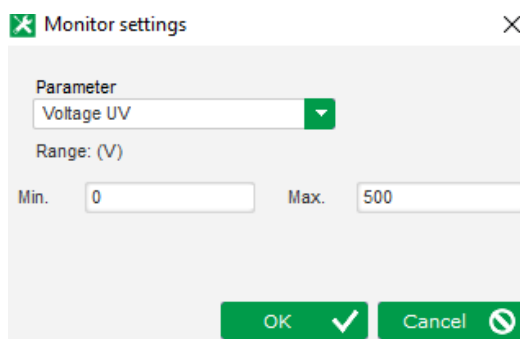 Monitor settings
Parameter
Voltage UV
Range: (V)
Min. 0 Max. 500
OK Cancel